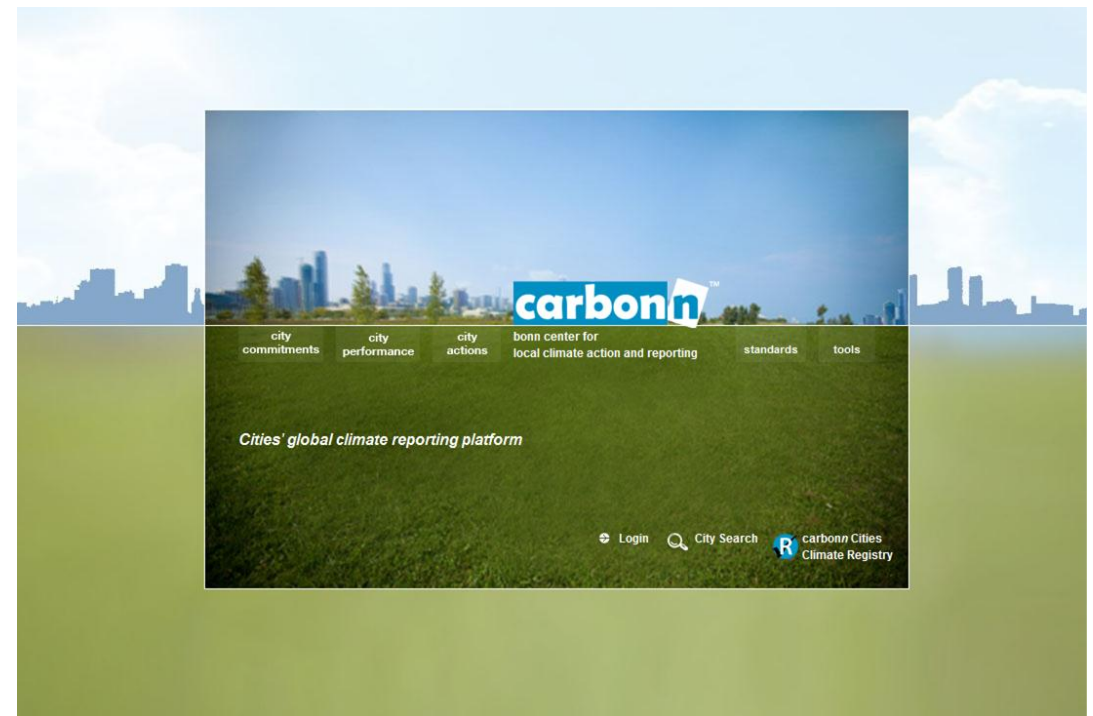 carbonn™
city
commitments
city
performance
city
actions
bonn center for
local climate action and reporting
standards
tools
Cities' global climate reporting platform
Login
City Search
R
carbonn Cities
Climate Registry